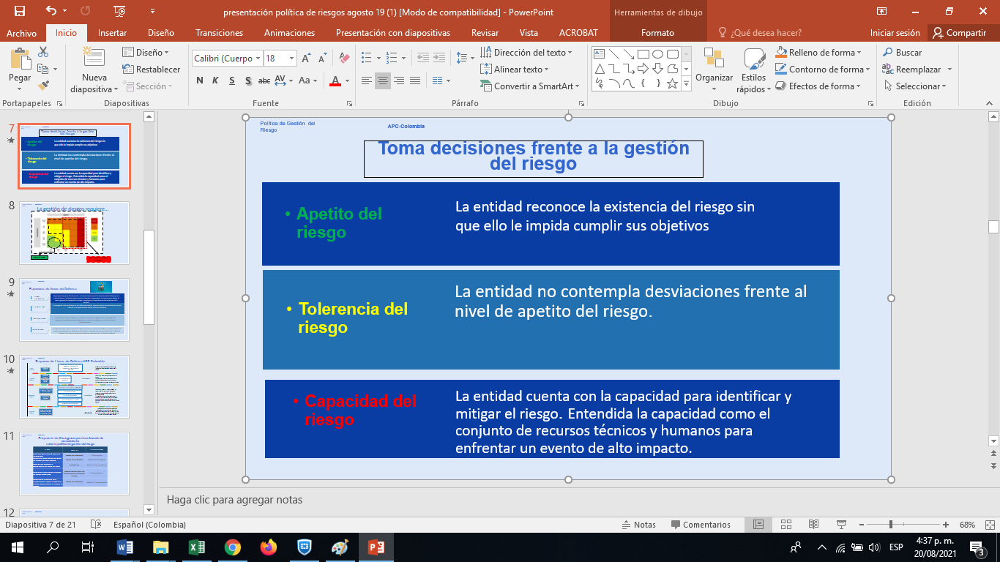 presentación política de riesgos agosto 19 (1) [Modo de compatibilidad] - PowerPoint
Herramientas de dibujo
Archivo
Inicio
Insertar
Diseño
Transiciones
Animaciones
Presentación con diapositivas
Revisar
Vista
ACROBAT
Formato
¿Qué desea hacer?
Iniciar sesión
Compartir
Pegar
Portapapeles
Nueva
diapositiva
Diseño
Restablecer
Sección
Diapositivas
Calibri (Cuerpo
18
N K S S abc AV Aa A
Fuente
Dirección del texto
Alinear texto
Convertir a SmartArt
Párrafo
Organizar
Estilos
rápidos
Relleno de forma
Contorno de forma
Efectos de forma
Dibujo
Buscar
Reemplazar
Seleccionar
Edición
7
8
La gestión de riesgos requiere...
9
10
11
12
Política de Gestión del
Riesgo
APC-Colombia
Toma decisiones frente a la gestión
del riesgo
• Apetito del
riesgo
La entidad reconoce la existencia del riesgo sin
que ello le impida cumplir sus objetivos
• Tolerencia del
riesgo
La entidad no contempla desviaciones frente al
nivel de apetito del riesgo.
• Capacidad del
riesgo
La entidad cuenta con la capacidad para identificar y
mitigar el riesgo. Entendida la capacidad como el
conjunto de recursos técnicos y humanos para
enfrentar un evento de alto impacto.
Haga clic para agregar notas
Diapositiva 7 de 21
Español (Colombia)
Notas
Comentarios
68%
ESP
4:37 p. m.
20/08/2021
3